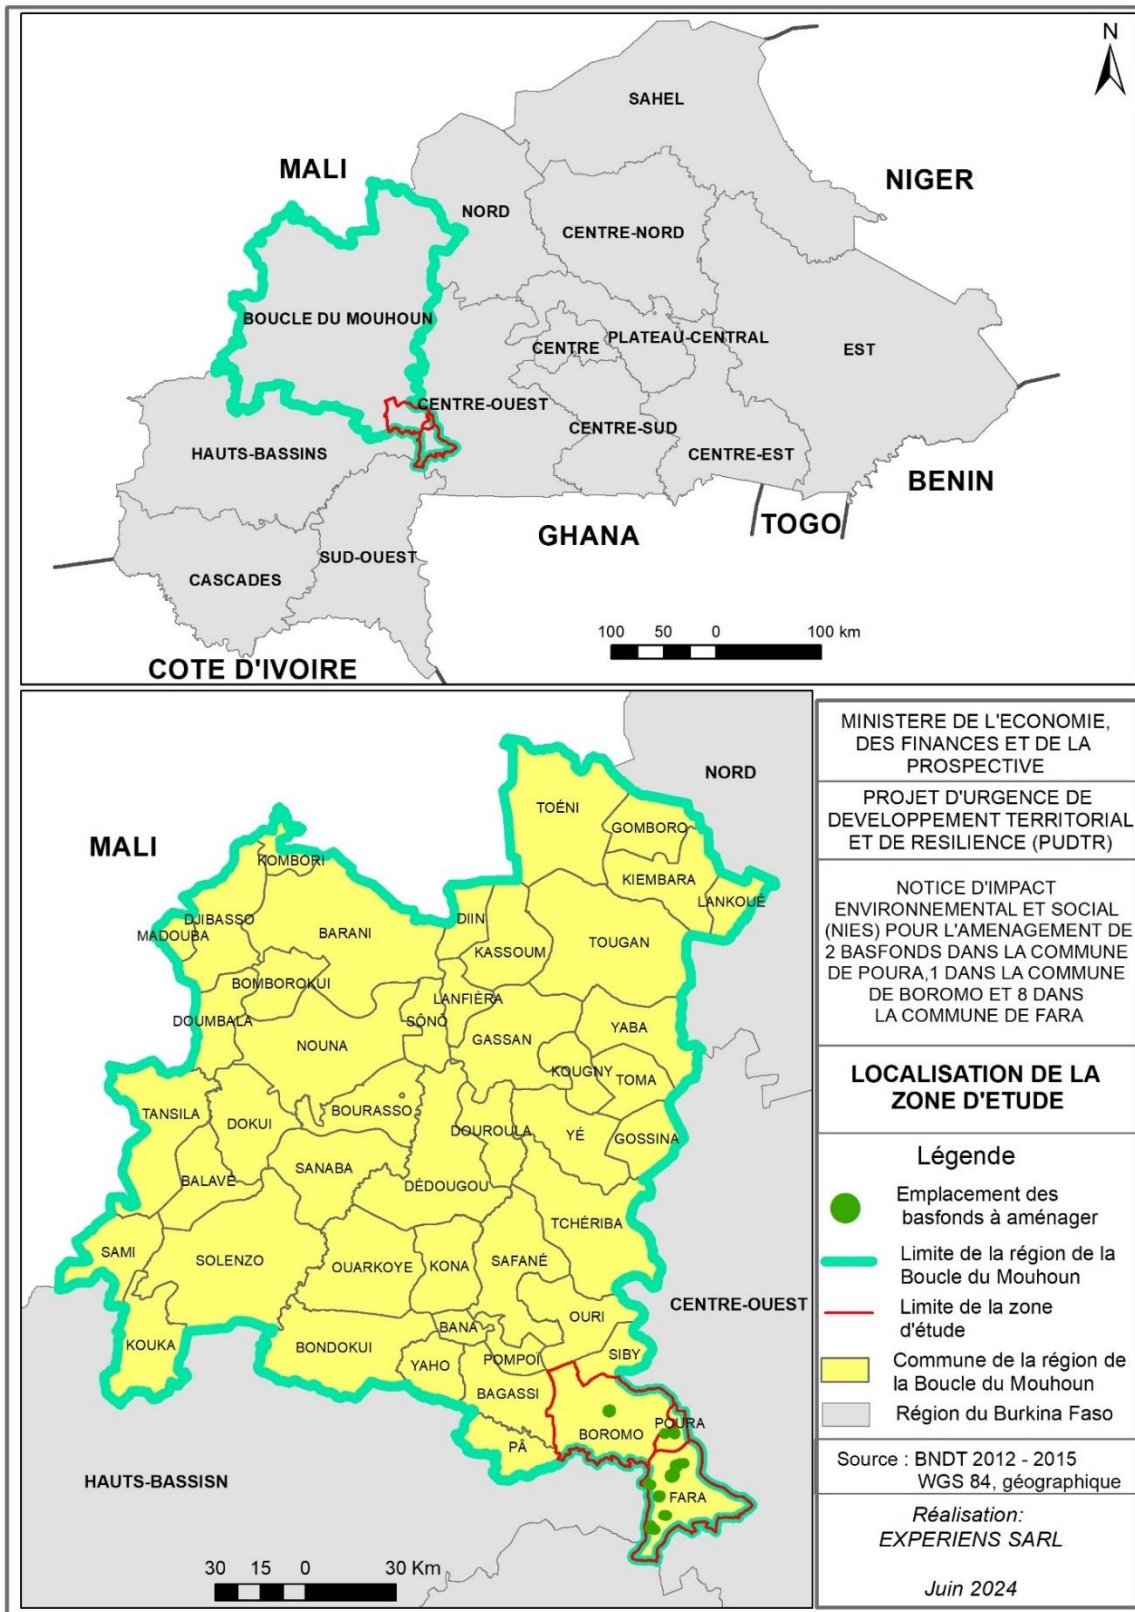 N
SAHEL
MALI
NIGER
NORD
CENTRE-NORD
BOUCLE DU MOUHOUN
PLATEAU-CENTRAL
CENTRE
EST
CENTRE-OUEST
CENTRE-SUD
HAUTS-BASSINS
CENTRE-EST
BENIN
TOGO
GHANA
SUD-OUEST
CASCADES
100 50 0 100 km
COTE D'IVOIRE
NORD
TOÉNI
MALI
GOMBORO
KOMBORI
KIEMBARA
LANKOUÉ
DJIBASSO
MADOUBA
BARANI
DIIN
KASSOUM
TOUGAN
BOMBOROKUI
LANFIÈRA
DOUMBALA
SÔNÔ
NOUNA
GASSAN
YABA
KOUGNY
TOMA
TANSILA
DOKUI
BOURASSO
DOUROULA
YÉ
GOSSINA
BALAVÉ
SANABA
DÉDOUGOU
TCHÉRIBA
SAMI
SOLENZO
OUARKOYE
KONA
SAFANÉ
CENTRE-OUEST
OURI
KOUKA
BONDOKUI
BANA
YAHO
POMPOÏ
SIBY
BAGASSI
POURA
BOROMO
PÂ
HAUTS-BASSISN
FARA
30 15 0 30 Km
MINISTERE DE L'ECONOMIE,
DES FINANCES ET DE LA
PROSPECTIVE
PROJET D'URGENCE DE
DEVELOPPEMENT TERRITORIAL
ET DE RESILIENCE (PUDTR)
NOTICE D'IMPACT
ENVIRONNEMENTAL ET SOCIAL
(NIES) POUR L'AMENAGEMENT DE
2 BASFONDS DANS LA COMMUNE
DE POURA,1 DANS LA COMMUNE
DE BOROMO ET 8 DANS
LA COMMUNE DE FARA
LOCALISATION DE LA
ZONE D'ETUDE
Légende
Emplacement des
basfonds à aménager
Limite de la région de la
Boucle du Mouhoun
Limite de la zone
d'étude
Commune de la région de
la Boucle du Mouhoun
Région du Burkina Faso
Source : BNDT 2012 - 2015
WGS 84, géographique
Réalisation:
EXPERIENS SARL
Juin 2024